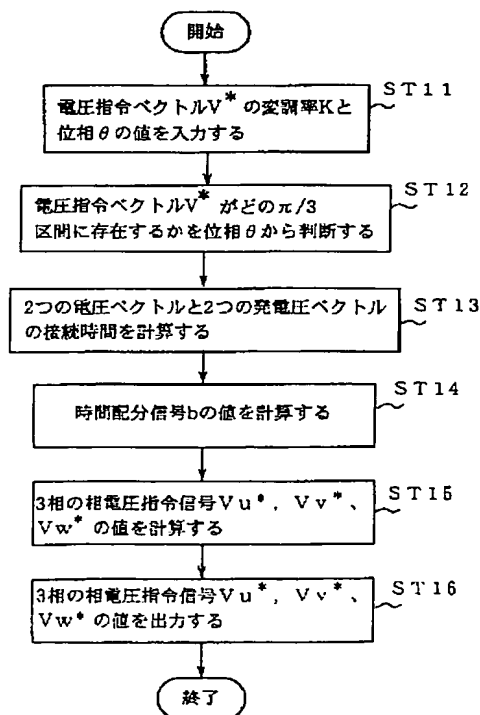 開始
ST11
電圧指令ベクトルV*の変調率Kと
位相θの値を入力する
ST12
電圧指令ベクトルV*がどのπ/3
区間に存在するかを位相θから判断する
ST13
2つの電圧ベクトルと2つの発電圧ベクトル
の接続時間を計算する
ST14
時間配分信号bの値を計算する
ST15
3相の相電圧指令信号Vu*, Vv*、
Vw*の値を計算する
ST16
3相の相電圧指令信号Vu*, Vv*、
Vw*の値を出力する
終了